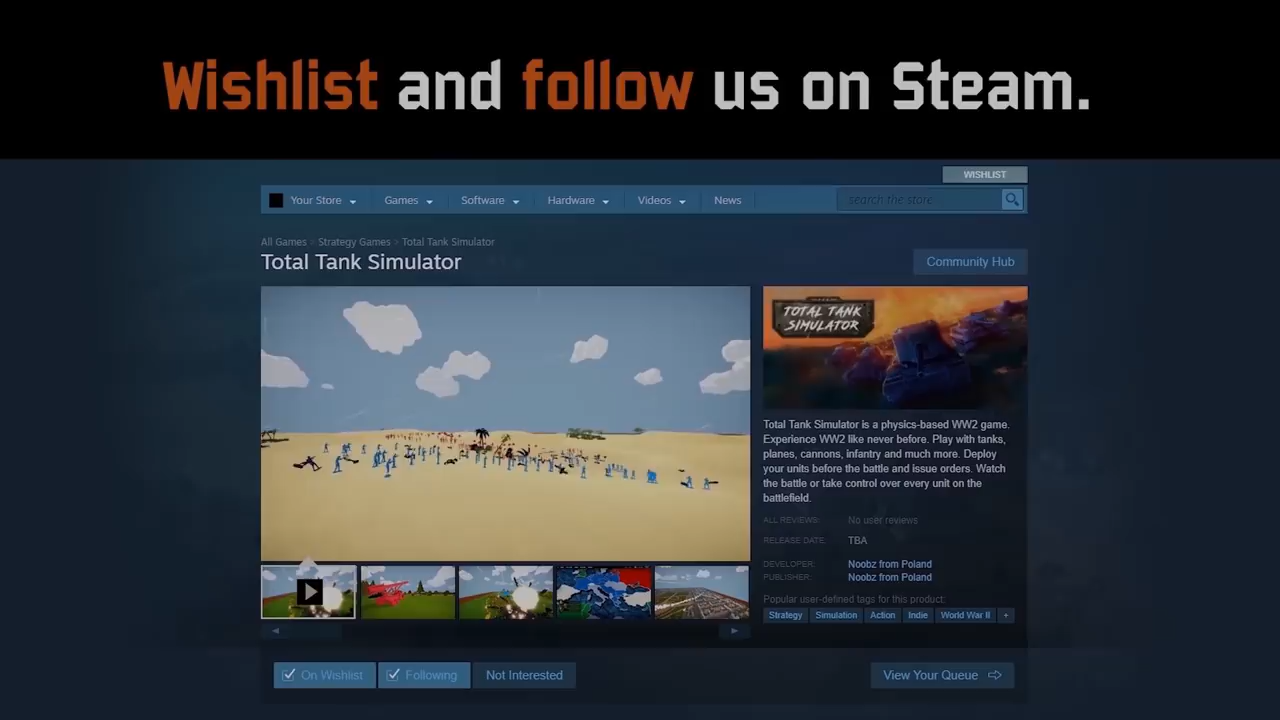 Wishlist and follow us on Steam.
WISHLIST
Your Store Games Software Hardware Videos News search the store
All Games > Strategy Games > Total Tank Simulator
Total Tank Simulator
Community Hub
TOTAL TANK
SIMULATOR
Total Tank Simulator is a physics-based WW2 game.
Experience WW2 like never before. Play with tanks,
planes, cannons, infantry and much more. Deploy
your units before the battle and issue orders. Watch
the battle or take control over every unit on the
battlefield.
ALL REVIEWS: No user reviews
RELEASE DATE: TBA
DEVELOPER: Noobz from Poland
PUBLISHER: Noobz from Poland
Popular user-defined tags for this product:
Strategy Simulation Action Indie World War II +
On Wishlist Following Not Interested View Your Queue